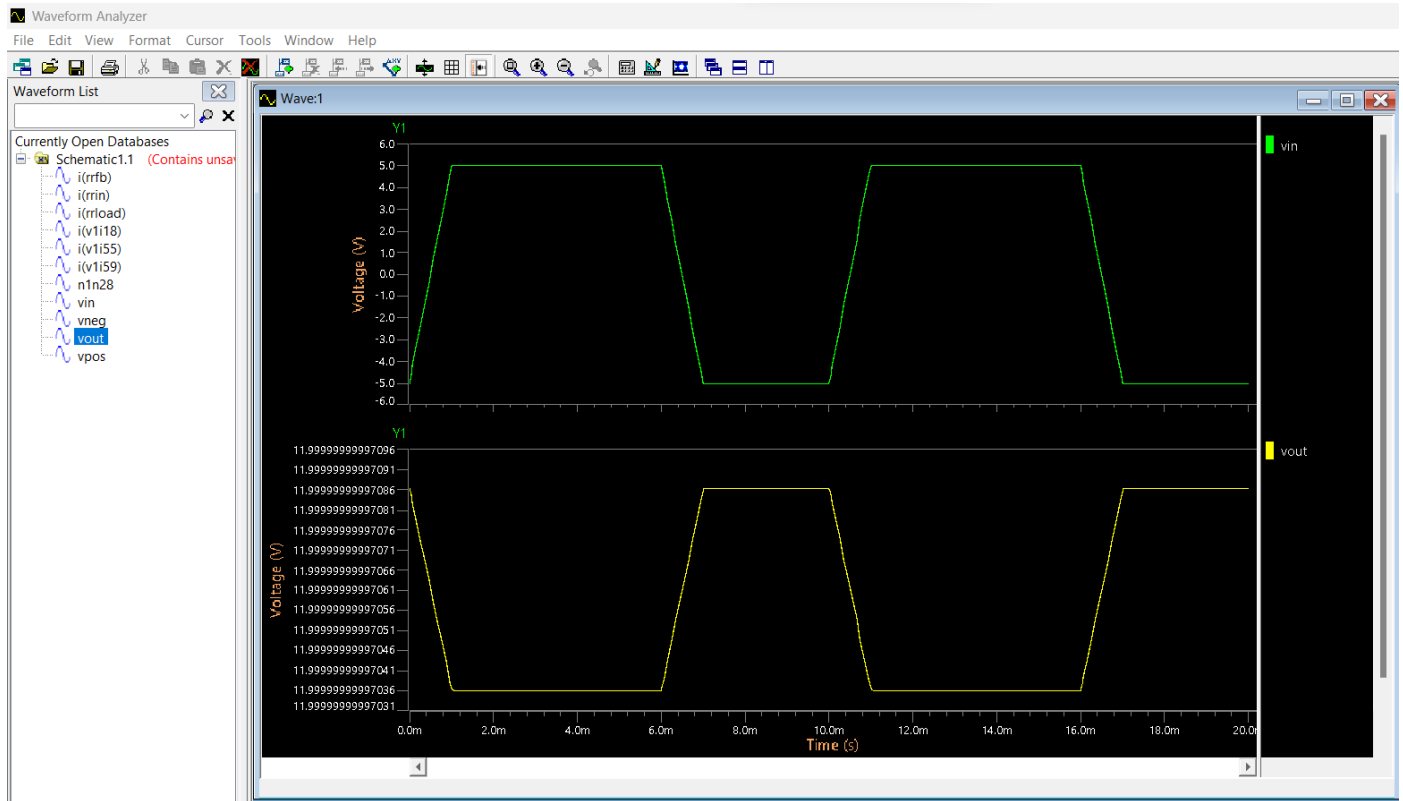 Waveform Analyzer
File Edit View Format Cursor Tools Window Help
Waveform List
Currently Open Databases
Schematic1.1 (Contains unsa
i(rrfb)
i(rrin)
i(rrload)
i(v1i18)
i(v1i55)
i(v1i59)
n1n28
vin
vneg
vout
vpos
Wave:1
Y1
6.0
5.0
4.0
3.0
2.0
1.0
0.0
-1.0
-2.0
-3.0
-4.0
-5.0
-6.0
Voltage (V)
vin
Y1
11.99999999997096
11.99999999997091
11.99999999997086
11.99999999997081
11.99999999997076
11.99999999997071
11.99999999997066
11.99999999997061
11.99999999997056
11.99999999997051
11.99999999997046
11.99999999997041
11.99999999997036
11.99999999997031
Voltage (V)
vout
0.0m 2.0m 4.0m 6.0m 8.0m 10.0m 12.0m 14.0m 16.0m 18.0m 20.0
Time (s)